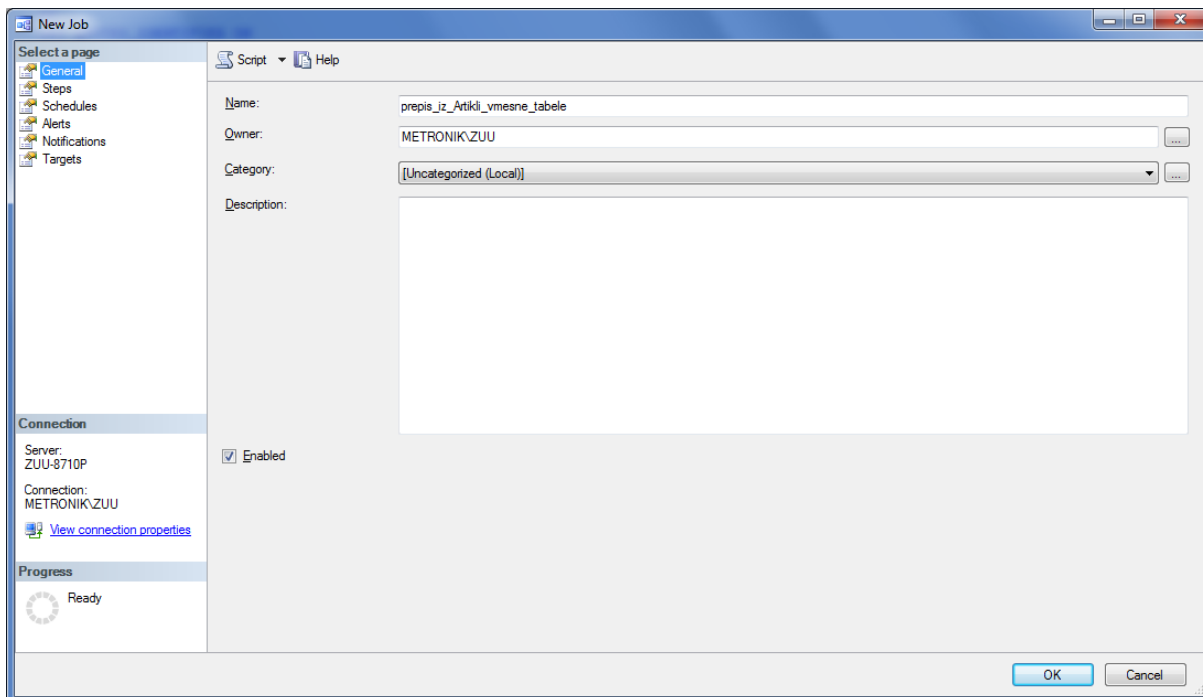 New Job
Select a page
General
Steps
Schedules
Alerts
Notifications
Targets
Script
Help
Name:
prepis_iz_Artikli_vmesne_tabele
Owner:
METRONIK\ZUU
...
Category:
[Uncategorized (Local)]
...
Description:
Enabled
Connection
Server:
ZUU-8710P
Connection:
METRONIK\ZUU
View connection properties
Progress
Ready
OK
Cancel